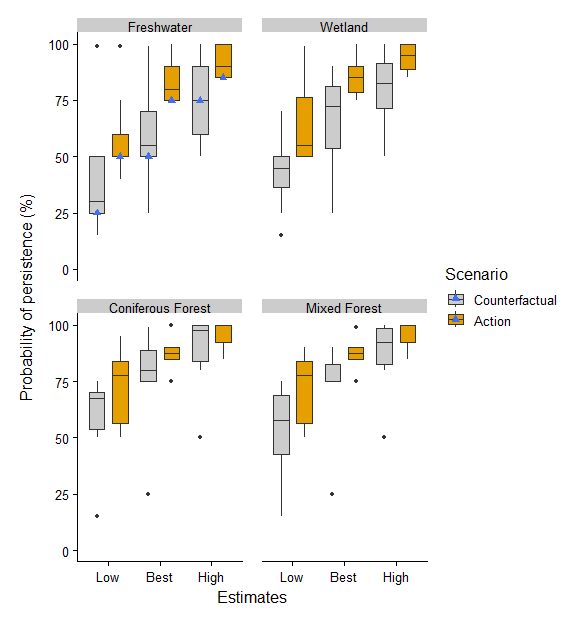 Freshwater Wetland
100
75
50
25
0
Probability of persistence (%)
Scenario
Counterfactual
Action
Coniferous Forest Mixed Forest
100
75
50
25
0
Low Best High Low Best High
Estimates